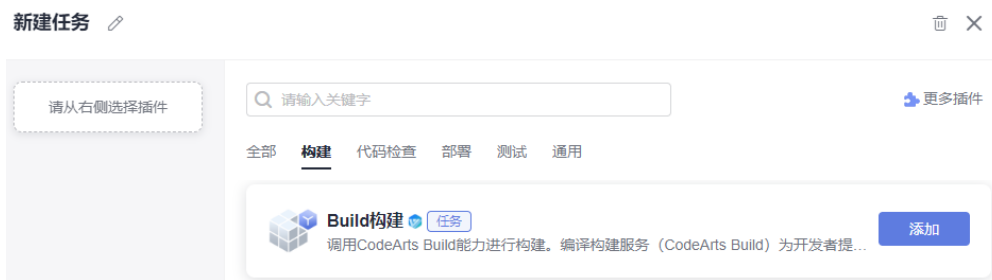 新建任务
请从右侧选择插件
请输入关键字
更多插件
全部 构建 代码检查 部署 测试 通用
Build构建 任务
调用CodeArts Build能力进行构建。编译构建服务（CodeArts Build）为开发者提...
添加